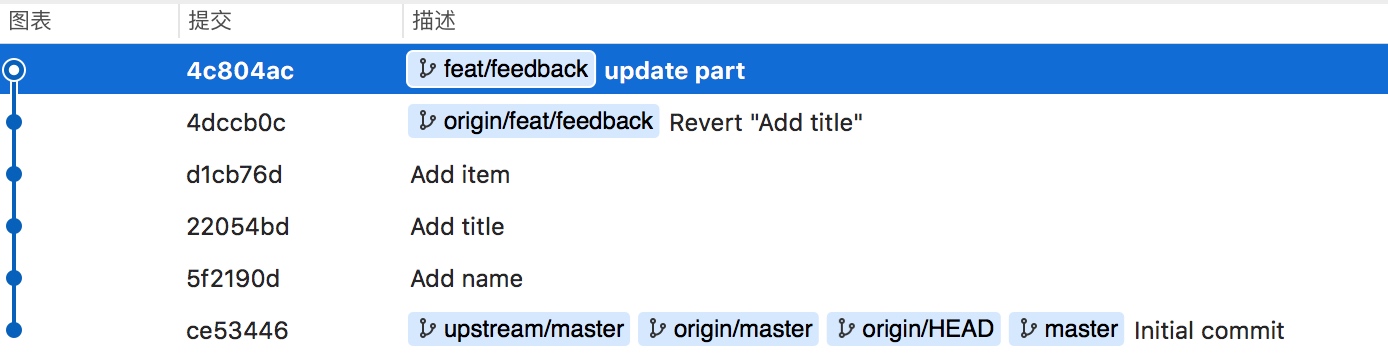 图表 提交 描述
4c804ac feat/feedback update part
4dccb0c origin/feat/feedback Revert "Add title"
d1cb76d Add item
22054bd Add title
5f2190d Add name
ce53446 upstream/master origin/master origin/HEAD master Initial commit